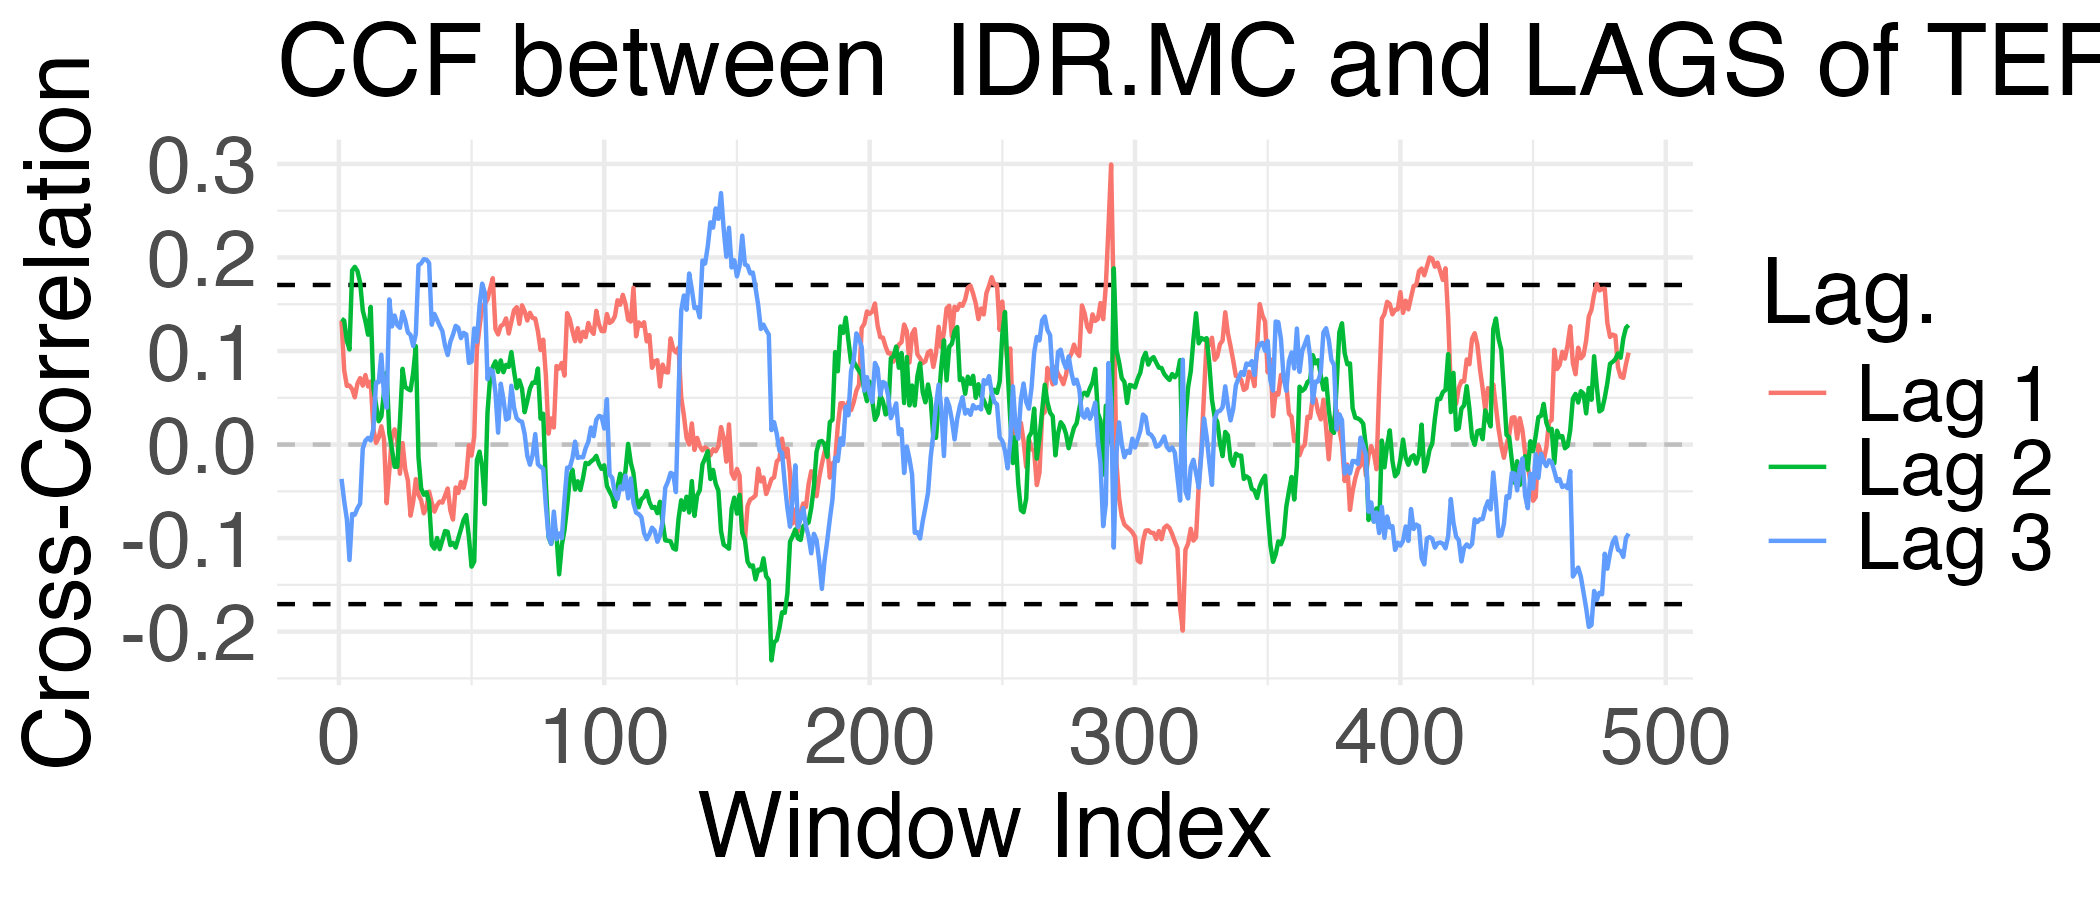 CCF between IDR.MC and LAGS of TER
Cross-Correlation
0.3
0.2
0.1
0.0
-0.1
-0.2
0 100 200 300 400 500
Window Index
Lag.
Lag 1
Lag 2
Lag 3